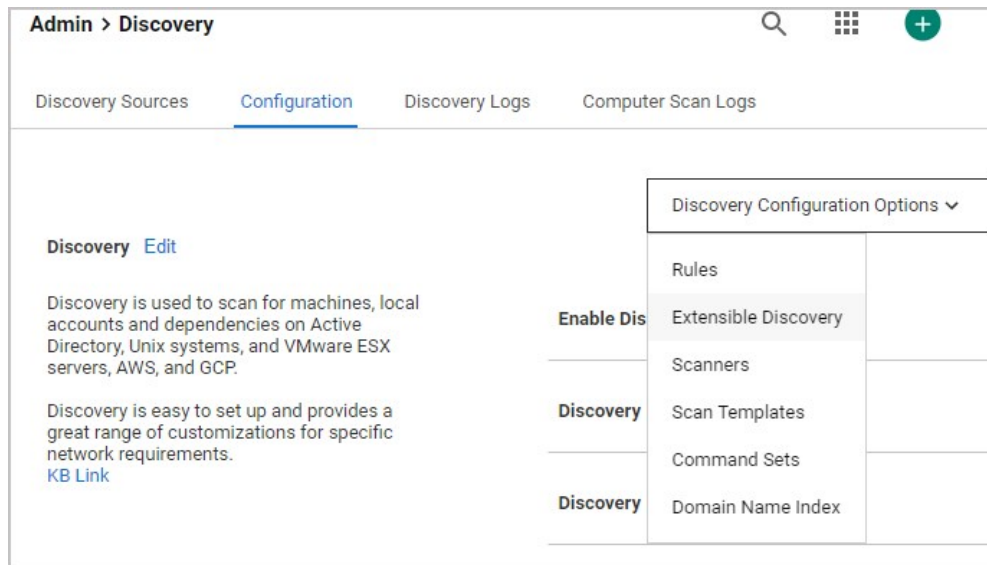 Admin > Discovery
Discovery Sources Configuration Discovery Logs Computer Scan Logs
Discovery Configuration Options
Discovery Edit
Rules
Discovery is used to scan for machines, local
accounts and dependencies on Active
Directory, Unix systems, and VMware ESX
servers, AWS, and GCP.
Enable Dis
Extensible Discovery
Scanners
Discovery is easy to set up and provides a
great range of customizations for specific
network requirements.
KB Link
Discovery
Scan Templates
Command Sets
Discovery
Domain Name Index